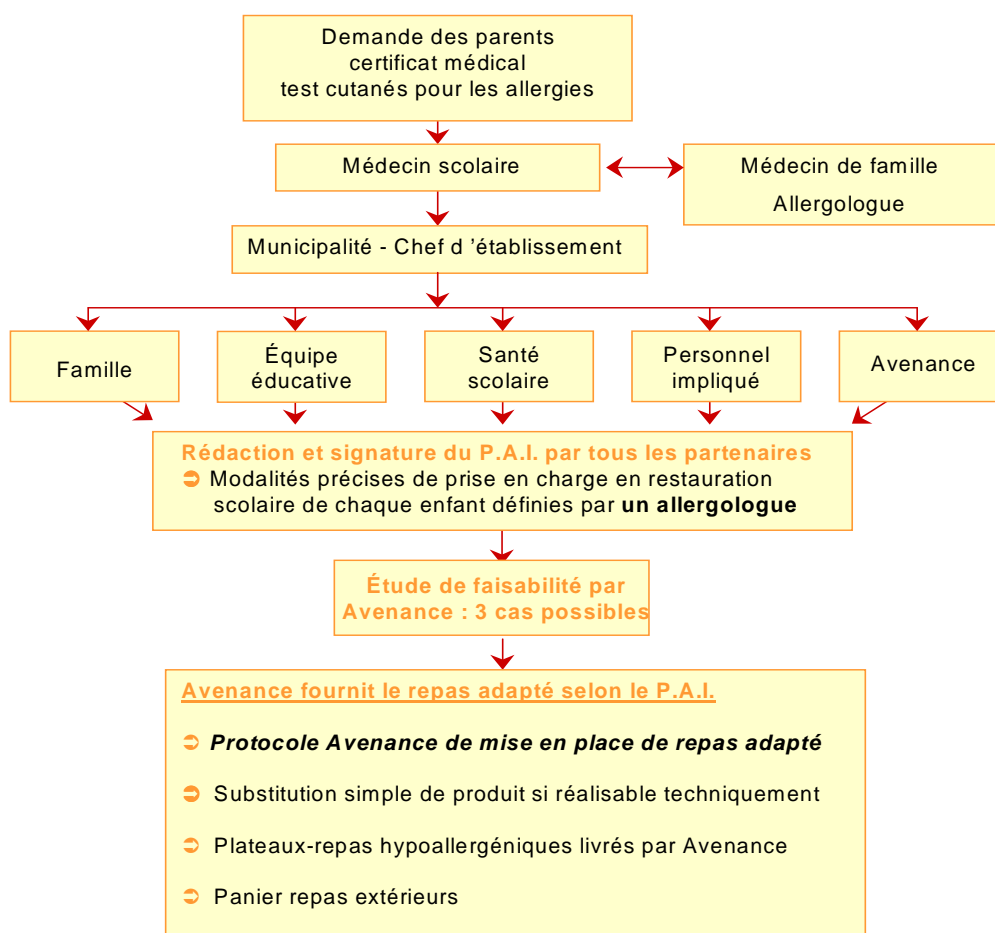 Demande des parents
certificat médical
test cutanés pour les allergies
Médecin scolaire
Médecin de famille
Allergologue
Municipalité - Chef d ’établissement
Famille
Équipe
éducative
Santé
scolaire
Personnel
impliqué
Avenance
Rédaction et signature du P.A.I. par tous les partenaires
➲ Modalités précises de prise en charge en restauration
scolaire de chaque enfant définies par un allergologue
Étude de faisabilité par
Avenance : 3 cas possibles
Avenance fournit le repas adapté selon le P.A.I.
➲ Protocole Avenance de mise en place de repas adapté
➲ Substitution simple de produit si réalisable techniquement
➲ Plateaux-repas hypoallergéniques livrés par Avenance
➲ Panier repas extérieurs